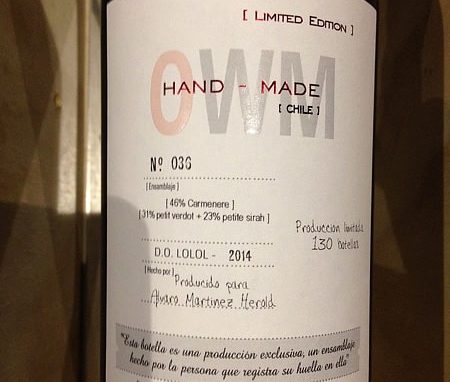 [ Limited Edition ]
OWM
HAND - MADE
[ CHILE ]
Nº 036
[ Ensamblaje ]
[ 46% Carmenere ]
[ 31% petit verdot + 23% petite sirah ]
Producción limitada
130 botellas
D.O. LOLOL - 2014
[ Hecho por ] Producido para
Alvaro Martinez Herold
"Esta botella es una producción exclusiva, un ensamblaje
hecho por la persona que registra su huella en ella"